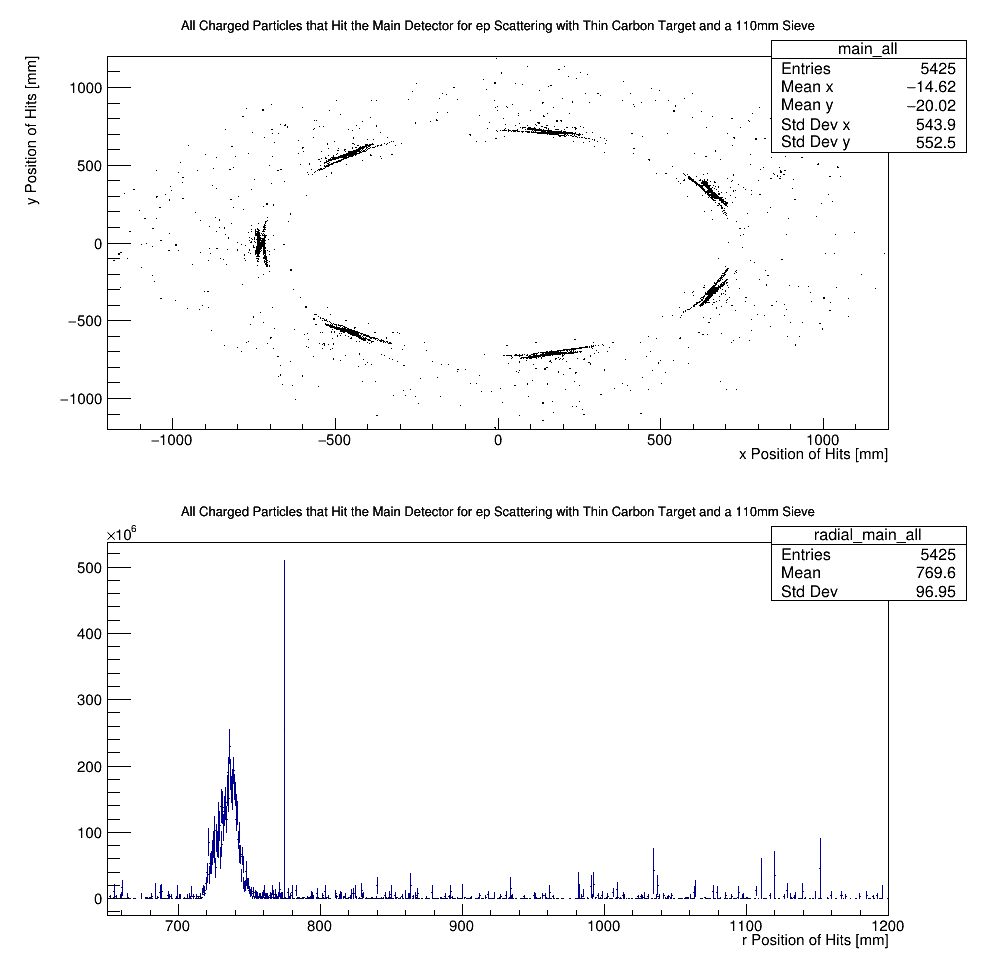 All Charged Particles that Hit the Main Detector for ep Scattering with Thin Carbon Target and a 110mm Sieve
main_all
Entries 5425
Mean x −14.62
Mean y −20.02
Std Dev x 543.9
Std Dev y 552.5
y Position of Hits [mm]
1000
500
0
−500
−1000
−1000 −500 0 500 1000
x Position of Hits [mm]
All Charged Particles that Hit the Main Detector for ep Scattering with Thin Carbon Target and a 110mm Sieve
radial_main_all
Entries 5425
Mean 769.6
Std Dev 96.95
×10⁶
500
400
300
200
100
0
700 800 900 1000 1100 1200
r Position of Hits [mm]